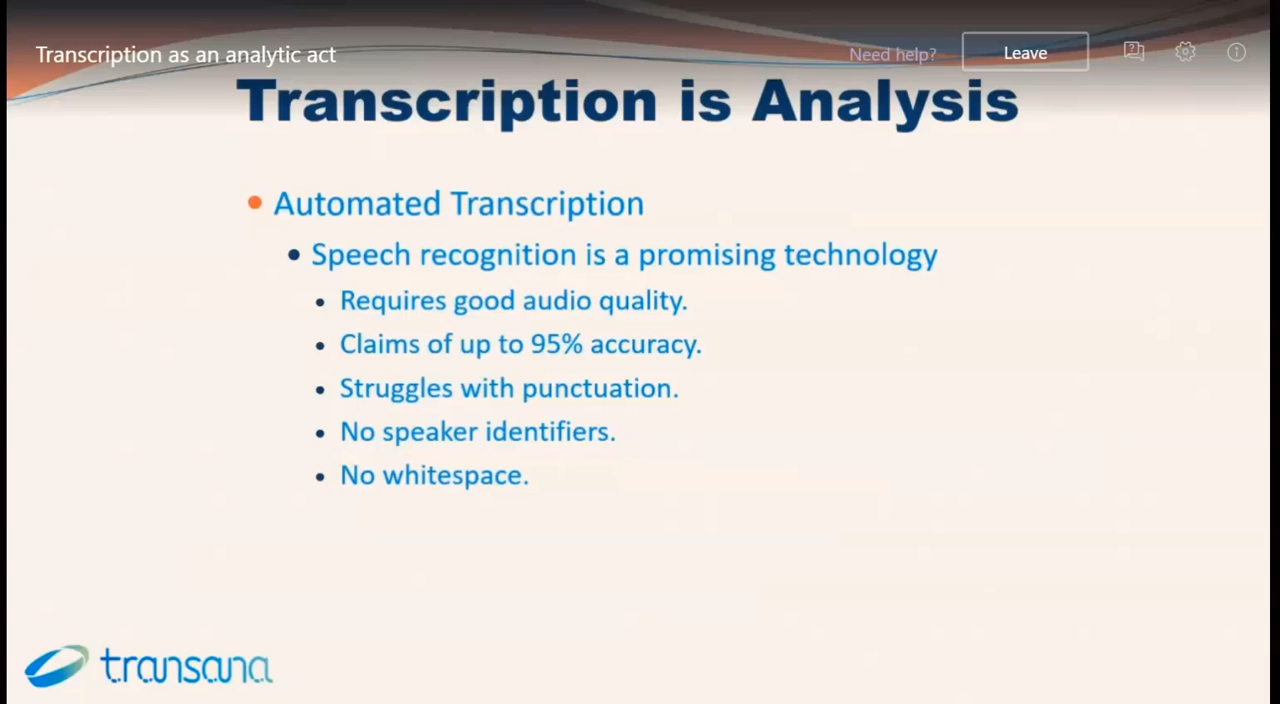 Transcription as an analytic act
Need help?
Leave
Transcription is Analysis
Automated Transcription
Speech recognition is a promising technology
Requires good audio quality.
Claims of up to 95% accuracy.
Struggles with punctuation.
No speaker identifiers.
No whitespace.
transana